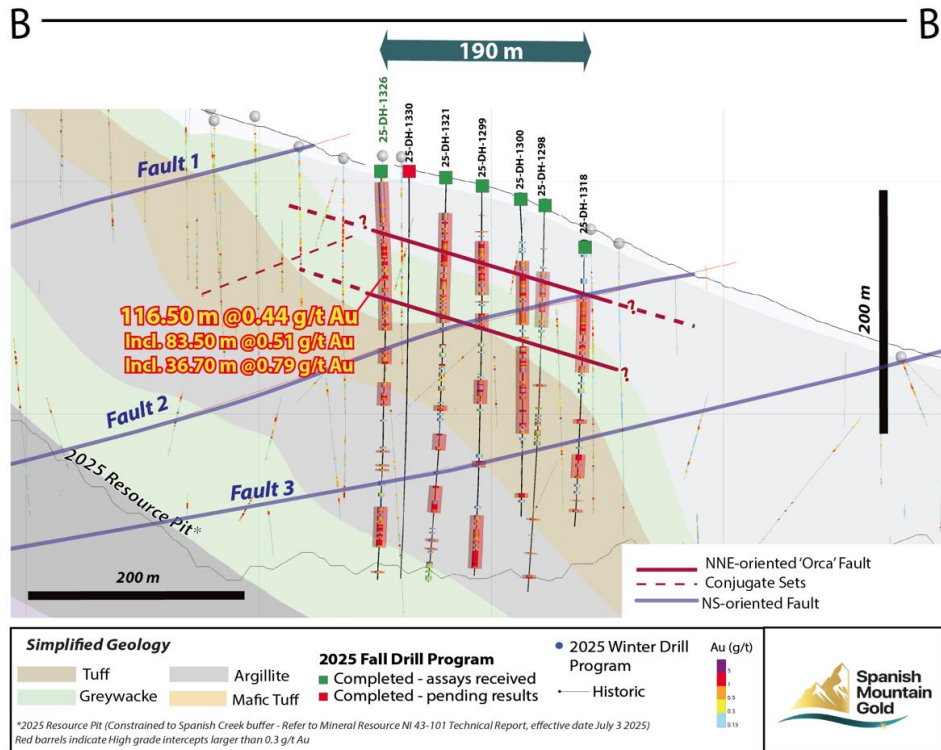 B
B
190 m
25-DH-1326
25-DH-1330
25-DH-1321
25-DH-1299
25-DH-1300
25-DH-1298
25-DH-1318
Fault 1
?
?
?
116.50 m @0.44 g/t Au
Incl. 83.50 m @0.51 g/t Au
Incl. 36.70 m @0.79 g/t Au
200 m
Fault 2
2025 Resource Pit*
Fault 3
200 m
NNE-oriented 'Orca' Fault
Conjugate Sets
NS-oriented Fault
Simplified Geology
Tuff
Argillite
Greywacke
Mafic Tuff
2025 Fall Drill Program
Completed - assays received
Completed - pending results
2025 Winter Drill
Program
Historic
Au (g/t)
5
1
0.5
0.3
0.15
*2025 Resource Pit (Constrained to Spanish Creek buffer - Refer to Mineral Resource NI 43-101 Technical Report, effective date July 3 2025)
Red barrels indicate High grade intercepts larger than 0.3 g/t Au
Spanish
Mountain
Gold